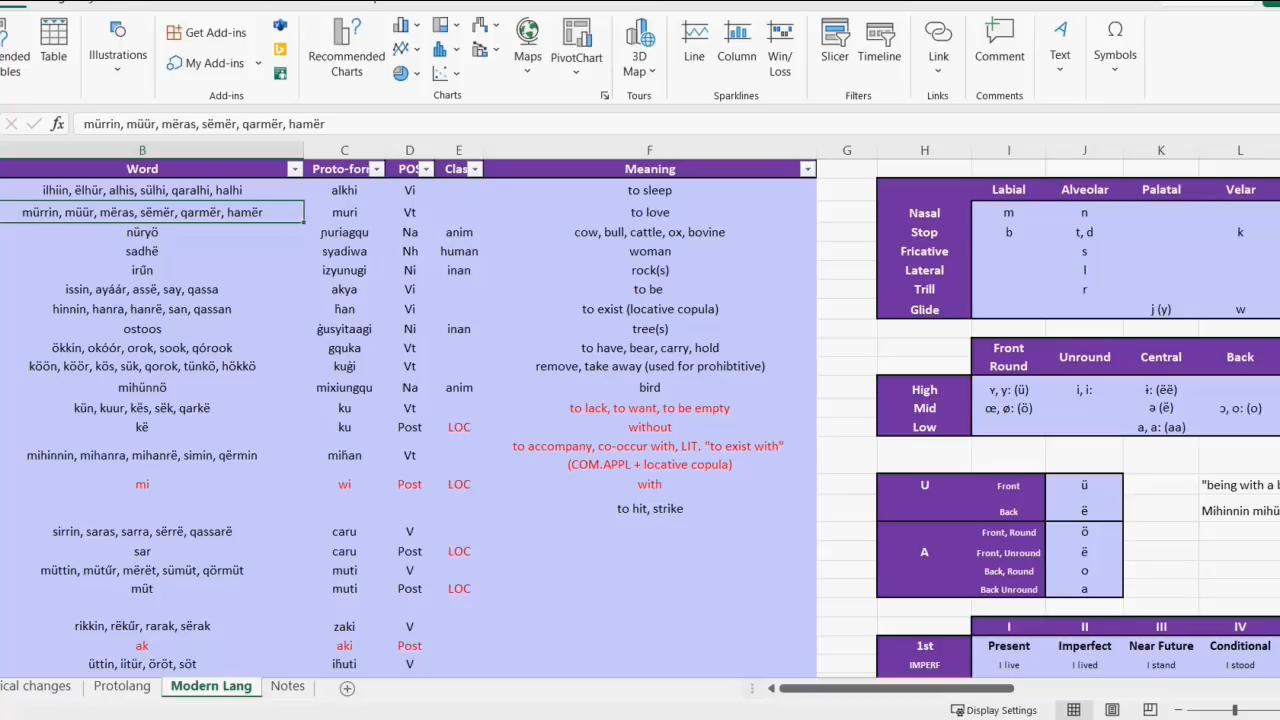 Table
Illustrations
Get Add-ins
My Add-ins
Add-ins
Recommended Charts
Maps
PivotChart
Charts
3D Map
Tours
Line
Column
Win/Loss
Sparklines
Slicer
Timeline
Filters
Link
Links
Comment
Comments
Text
Symbols
fx mürrin, müür, mëras, sëmër, qarmër, hamër
B C D E F G H I J K L
Word Proto-form POS Clas Meaning
ilhiin, ëlhür, alhis, sülhi, qaralhi, halhi alkhi Vi to sleep
mürrin, müür, mëras, sëmër, qarmër, hamër muri Vt to love
nüryö ɲuriagqu Na anim cow, bull, cattle, ox, bovine
sadhë syadiwa Nh human woman
irűn izyunugi Ni inan rock(s)
issin, ayáár, assë, say, qassa akya Vi to be
hinnin, hanra, hanrë, san, qassan ḧan Vi to exist (locative copula)
ostoos ġusyitaagi Ni inan tree(s)
ökkin, okóór, orok, sook, qórook gquka Vt to have, bear, carry, hold
köön, köör, kös, sük, qorok, tünkö, hökkö kuġi Vt remove, take away (used for prohibtitive)
mihünnö mixiungqu Na anim bird
kün, kuur, kës, sëk, qarkë ku Vt to lack, to want, to be empty
kë ku Post LOC without
mihinnin, mihanra, mihanrë, simin, qërmin miḧan Vt to accompany, co-occur with, LIT. "to exist with"
(COM.APPL + locative copula)
mi wi Post LOC with
to hit, strike
sirrin, saras, sarra, sërrë, qassarë caru V
sar caru Post LOC
müttin, mütűr, mërët, sümüt, qörmüt muti V
müt muti Post LOC
rikkin, rëkűr, rarak, sërak zaki V
ak aki Post
üttin, iitür, öröt, söt iḧuti V
Labial Alveolar Palatal Velar
Nasal m n
Stop b t, d k
Fricative s
Lateral l
Trill r
Glide j (y) w
Front Round Unround Central Back
High ʏ, y: (ü) i, i: ɨ: (ëë)
Mid œ, ø: (ö) ə (ë) ɔ, o: (o)
Low a, a: (aa)
U Front ü "being with a b
Back ë Mihinnin mihü
A Front, Round ö
Front, Unround ë
Back, Round o
Back Unround a
I II III IV
1st Present Imperfect Near Future Conditional
IMPERF I live I lived I stand I stood
ical changes Protolang Modern Lang Notes
Display Settings